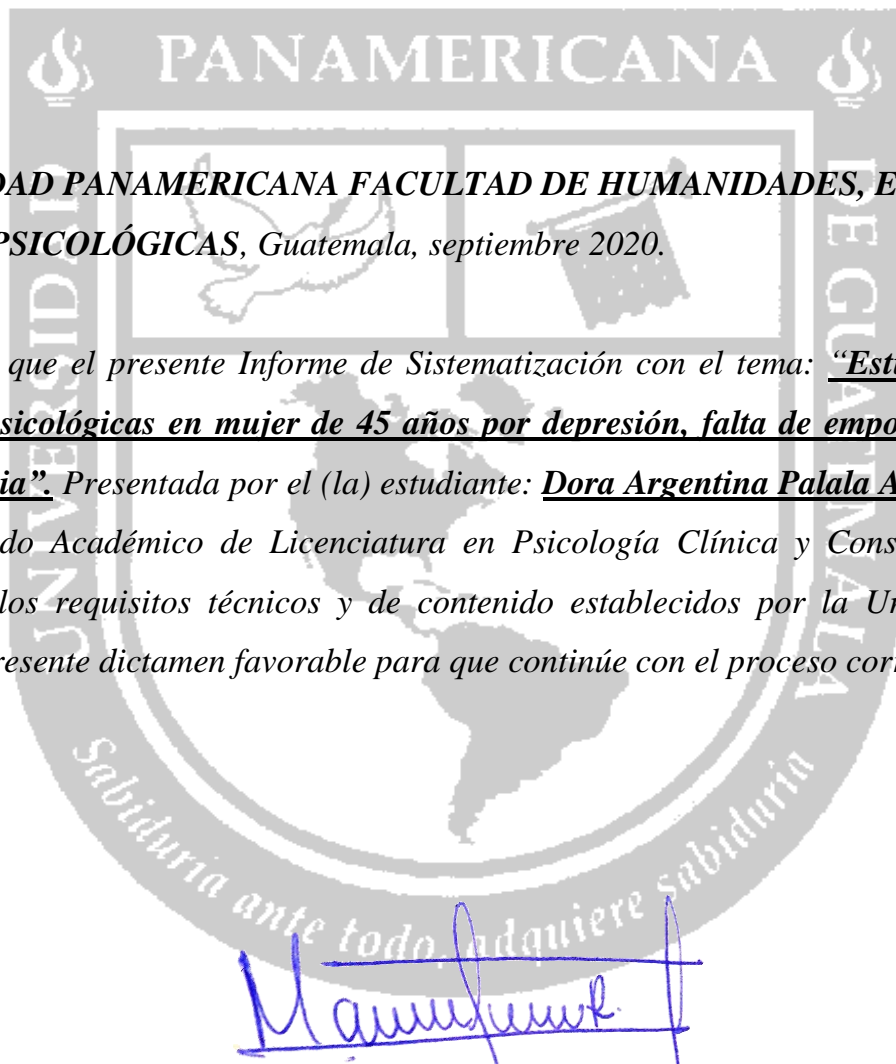 PANAMERICANA
UNIVERSIDAD
DE GUATEMALA
DAD PANAMERICANA FACULTAD DE HUMANIDADES, E
PSICOLÓGICAS, Guatemala, septiembre 2020.
que el presente Informe de Sistematización con el tema: “Est
sicológicas en mujer de 45 años por depresión, falta de empo
ia”. Presentada por el (la) estudiante: Dora Argentina Palala A
do Académico de Licenciatura en Psicología Clínica y Cons
los requisitos técnicos y de contenido establecidos por la Un
resente dictamen favorable para que continúe con el proceso cor
Sabiduría ante todo, adquiere sabiduría